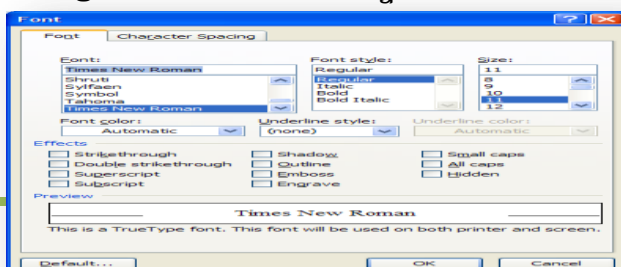 Font
Font Character Spacing
Font: Font style: Size:
Times New Roman Regular 11
Shruti Regular 8
Sylfaen Italic 9
Symbol Bold 10
Tahoma Bold Italic 11
Times New Roman 12
Font color: Underline style: Underline color:
Automatic (none) Automatic
Effects
Strikethrough Shadow Small caps
Double strikethrough Outline All caps
Superscript Emboss Hidden
Subscript Engrave
Preview
Times New Roman
This is a TrueType font. This font will be used on both printer and screen.
Default... OK Cancel